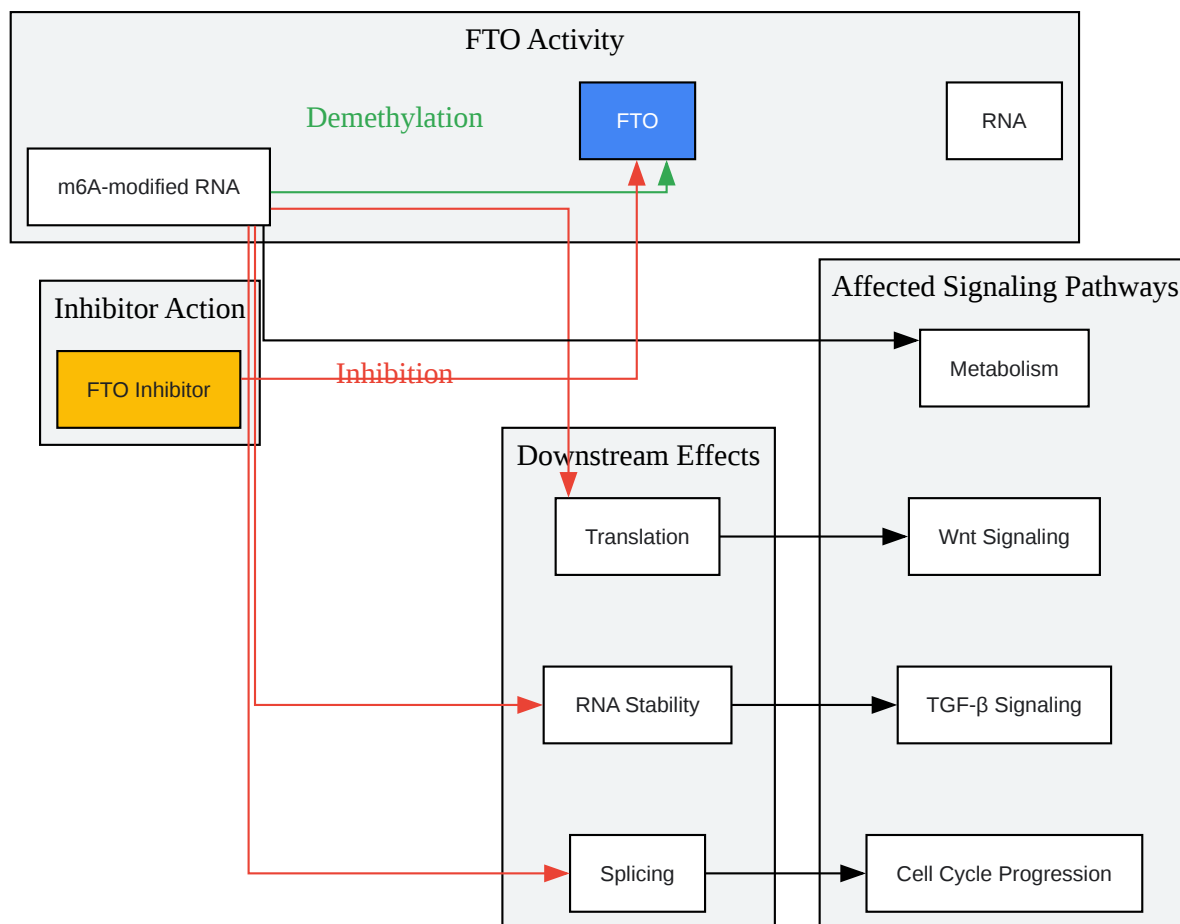 FTO Activity
Demethylation
FTO
RNA
m6A-modified RNA
Inhibitor Action
FTO Inhibitor
Inhibition
Affected Signaling Pathways
Metabolism
Downstream Effects
Translation
Wnt Signaling
RNA Stability
TGF-β Signaling
Splicing
Cell Cycle Progression